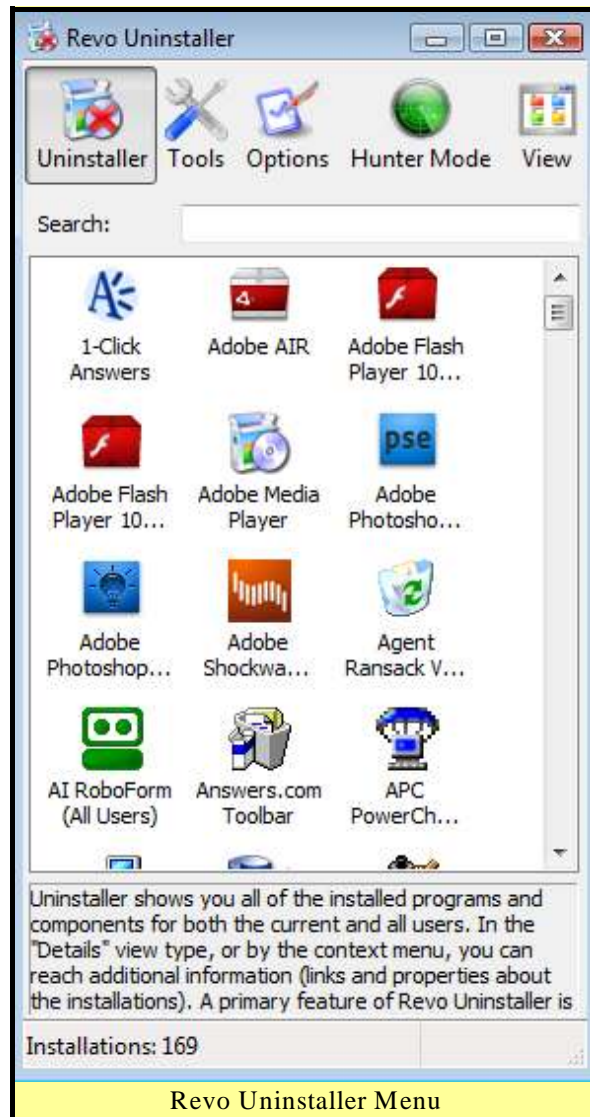 Revo Uninstaller
Uninstaller Tools Options Hunter Mode View
Search:
1-Click Answers
Adobe AIR
Adobe Flash Player 10...
Adobe Flash Player 10...
Adobe Media Player
pse
Adobe Photosho...
Adobe Photoshop...
Adobe Shockwa...
Agent Ransack V...
AI RoboForm (All Users)
Answers.com Toolbar
APC PowerCh...
Uninstaller shows you all of the installed programs and
components for both the current and all users. In the
"Details" view type, or by the context menu, you can
reach additional information (links and properties about
the installations). A primary feature of Revo Uninstaller is
Installations: 169
Revo Uninstaller Menu